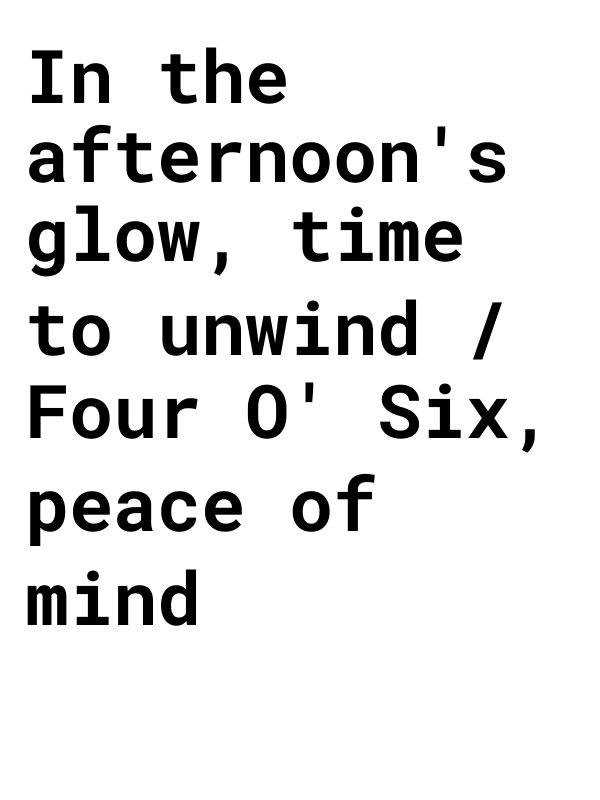 In the
afternoon's
glow, time
to unwind /
Four O' Six,
peace of
mind